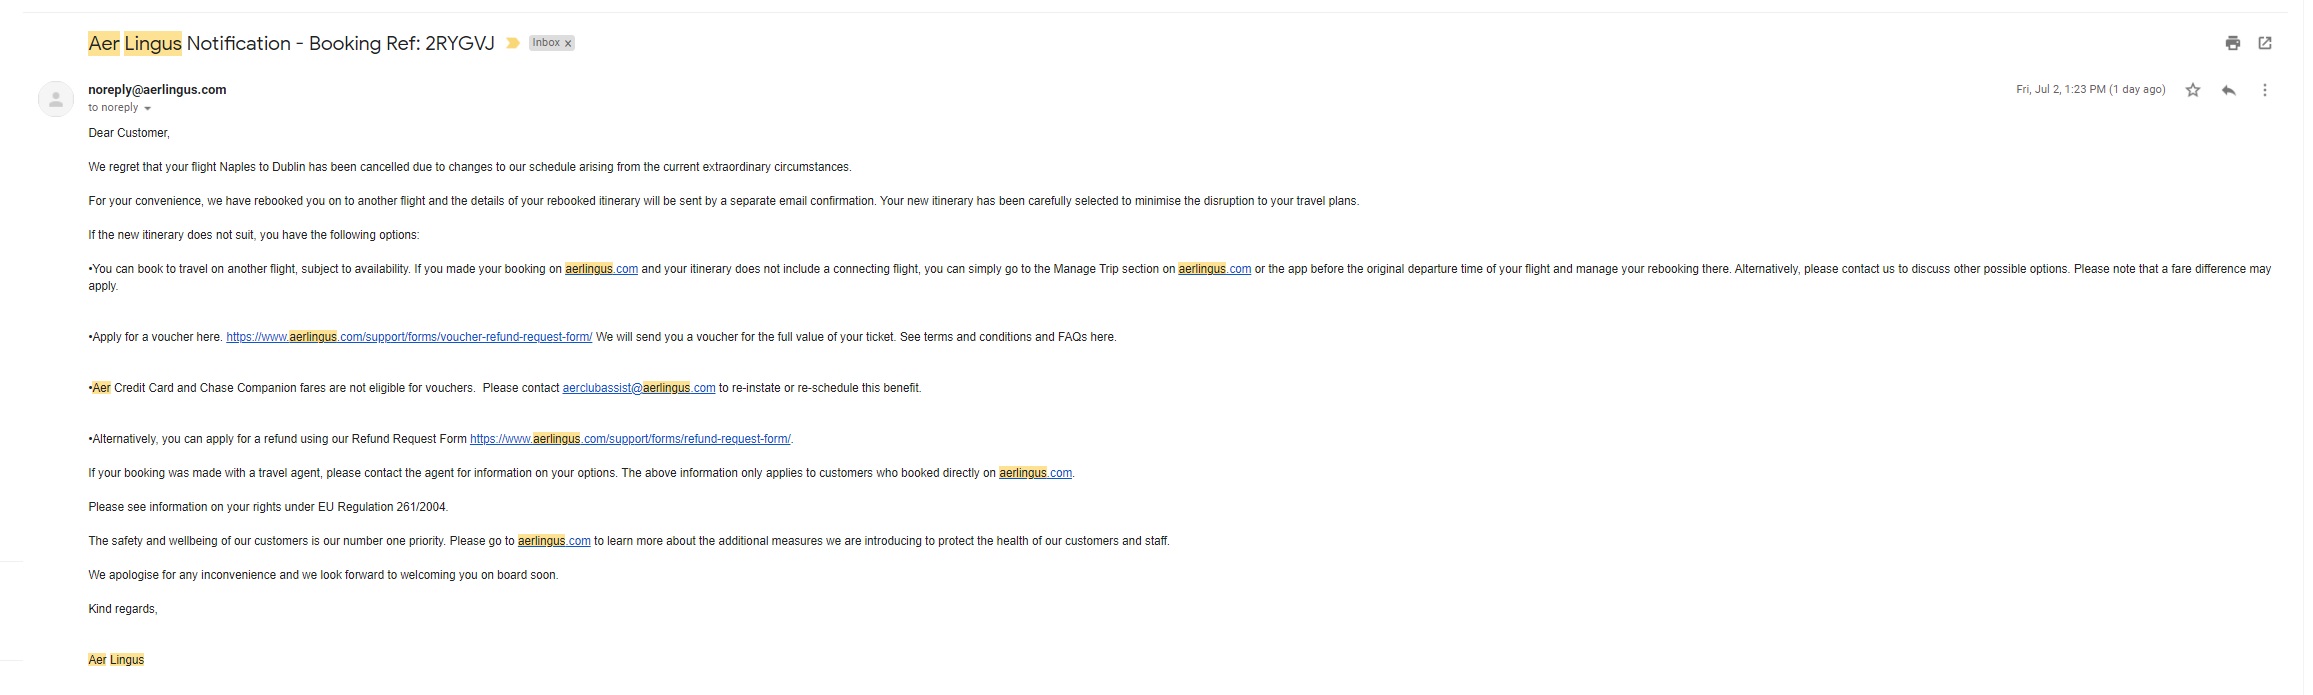 Aer Lingus Notification - Booking Ref: 2RYGVJ Inbox x
noreply@aerlingus.com
Fri, Jul 2, 1:23 PM (1 day ago)
to noreply
Dear Customer,
We regret that your flight Naples to Dublin has been cancelled due to changes to our schedule arising from the current extraordinary circumstances.
For your convenience, we have rebooked you on to another flight and the details of your rebooked itinerary will be sent by a separate email confirmation. Your new itinerary has been carefully selected to minimise the disruption to your travel plans.
If the new itinerary does not suit, you have the following options:
•You can book to travel on another flight, subject to availability. If you made your booking on aerlingus.com and your itinerary does not include a connecting flight, you can simply go to the Manage Trip section on aerlingus.com or the app before the original departure time of your flight and manage your rebooking there. Alternatively, please contact us to discuss other possible options. Please note that a fare difference may
apply.
•Apply for a voucher here. https://www.aerlingus.com/support/forms/voucher-refund-request-form/ We will send you a voucher for the full value of your ticket. See terms and conditions and FAQs here.
•Aer Credit Card and Chase Companion fares are not eligible for vouchers.  Please contact aerclubassist@aerlingus.com to re-instate or re-schedule this benefit.
•Alternatively, you can apply for a refund using our Refund Request Form https://www.aerlingus.com/support/forms/refund-request-form/.
If your booking was made with a travel agent, please contact the agent for information on your options. The above information only applies to customers who booked directly on aerlingus.com.
Please see information on your rights under EU Regulation 261/2004.
The safety and wellbeing of our customers is our number one priority. Please go to aerlingus.com to learn more about the additional measures we are introducing to protect the health of our customers and staff.
We apologise for any inconvenience and we look forward to welcoming you on board soon.
Kind regards,
Aer Lingus